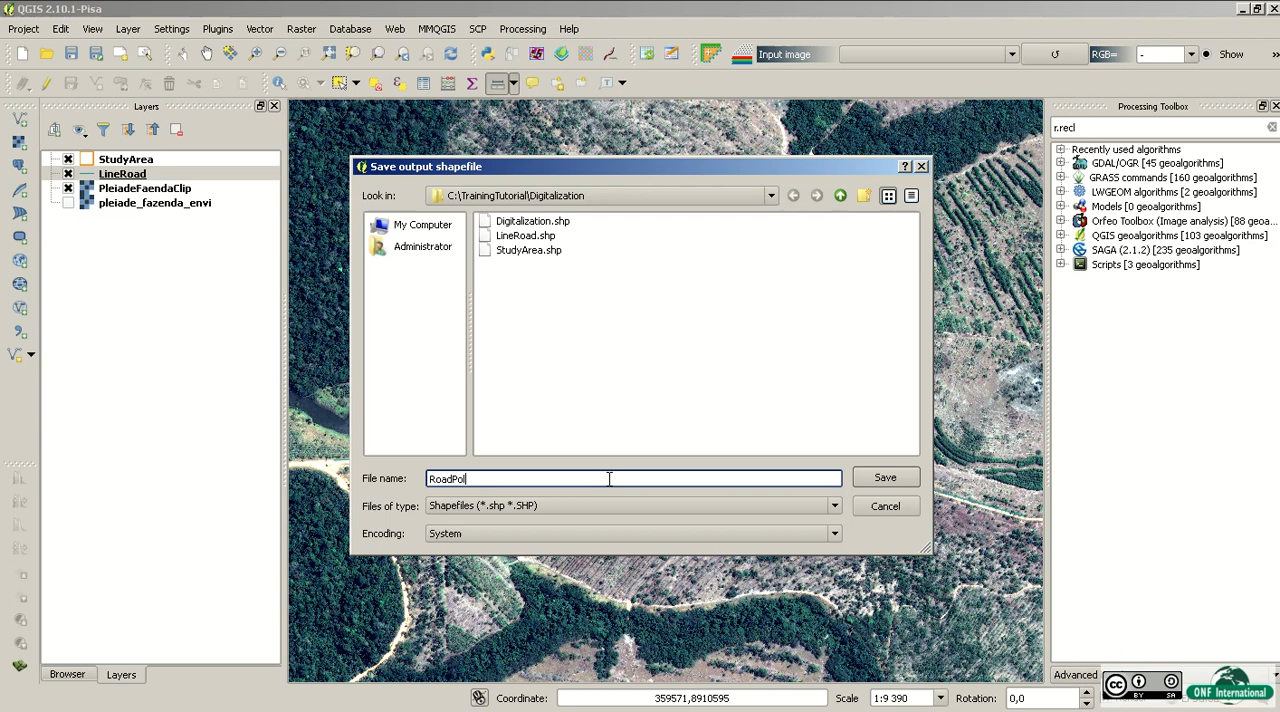 QGIS 2.10.1-Pisa
Project Edit View Layer Settings Plugins Vector Raster Database Web MMQGIS SCP Processing Help
Input image RGB= - Show »
Layers
Processing Toolbox
r.recl
StudyArea
LineRoad
PleiadeFaendaClip
pleiade_fazenda_envi
Save output shapefile
Look in: C:\TrainingTutorial\Digitalization
My Computer
Administrator
Digitalization.shp
LineRoad.shp
StudyArea.shp
File name: RoadPol
Save
Files of type: Shapefiles (*.shp *.SHP)
Cancel
Encoding: System
Recently used algorithms
GDAL/OGR [45 geoalgorithms]
GRASS commands [160 geoalgorithms]
LWGEOM algorithms [2 geoalgorithms]
Models [0 geoalgorithms]
Orfeo Toolbox (Image analysis) [88 geoa...
QGIS geoalgorithms [103 geoalgorithms]
SAGA (2.1.2) [235 geoalgorithms]
Scripts [3 geoalgorithms]
Browser Layers
Advanced
Coordinate: 359571,8910595 Scale 1:9 390 Rotation: 0,0
CC BY SA
ONF International